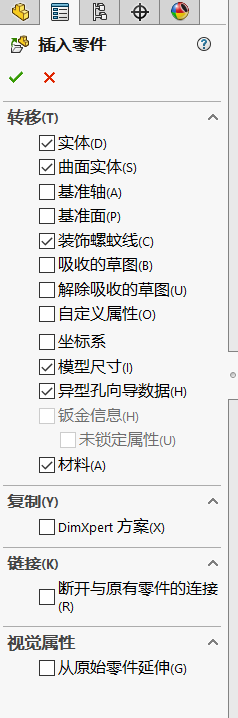 插入零件
转移(T)
实体(D)
曲面实体(S)
基准轴(A)
基准面(P)
装饰螺蚊线(C)
吸收的草图(B)
解除吸收的草图(U)
自定义属性(O)
坐标系
模型尺寸(I)
异型孔向导数据(H)
钣金信息(H)
未锁定属性(U)
材料(A)
复制(Y)
DimXpert 方案(X)
链接(K)
断开与原有零件的连接
(R)
视觉属性
从原始零件延伸(G)